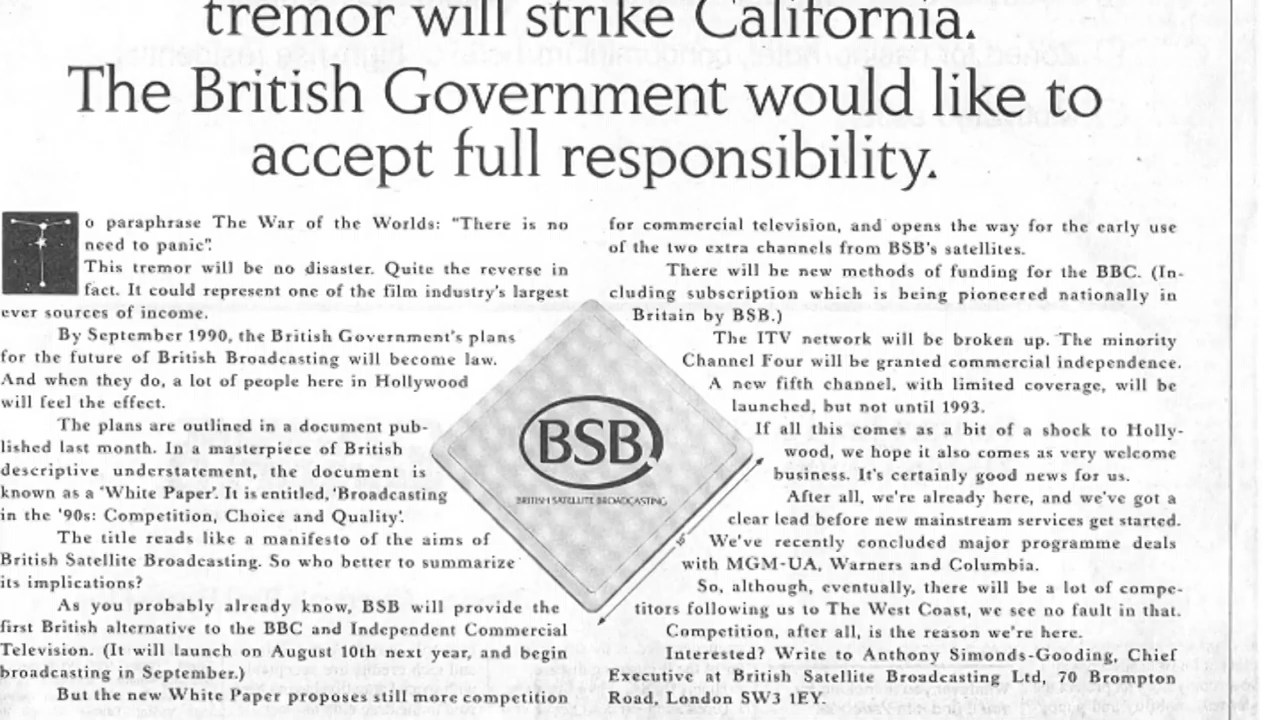 tremor will strike California.
The British Government would like to
accept full responsibility.
To paraphrase The War of the Worlds: "There is no
need to panic".
This tremor will be no disaster. Quite the reverse in
fact. It could represent one of the film industry's largest
ever sources of income.
By September 1990, the British Government's plans
for the future of British Broadcasting will become law.
And when they do, a lot of people here in Hollywood
will feel the effect.
The plans are outlined in a document pub-
lished last month. In a masterpiece of British
descriptive understatement, the document is
known as a 'White Paper'. It is entitled, 'Broadcasting
in the '90s: Competition, Choice and Quality'.
The title reads like a manifesto of the aims of
British Satellite Broadcasting. So who better to summarize
its implications?
As you probably already know, BSB will provide the
first British alternative to the BBC and Independent Commercial
Television. (It will launch on August 10th next year, and begin
broadcasting in September.)
But the new White Paper proposes still more competition
BSB
BRITISH SATELLITE BROADCASTING
for commercial television, and opens the way for the early use
of the two extra channels from BSB's satellites.
There will be new methods of funding for the BBC. (In-
cluding subscription which is being pioneered nationally in
Britain by BSB.)
The ITV network will be broken up. The minority
Channel Four will be granted commercial independence.
A new fifth channel, with limited coverage, will be
launched, but not until 1993.
If all this comes as a bit of a shock to Holly-
wood, we hope it also comes as very welcome
business. It's certainly good news for us.
After all, we're already here, and we've got a
clear lead before new mainstream services get started.
We've recently concluded major programme deals
with MGM-UA, Warners and Columbia.
So, although, eventually, there will be a lot of compe-
titors following us to The West Coast, we see no fault in that.
Competition, after all, is the reason we're here.
Interested? Write to Anthony Simonds-Gooding, Chief
Executive at British Satellite Broadcasting Ltd, 70 Brompton
Road, London SW3 1EY.